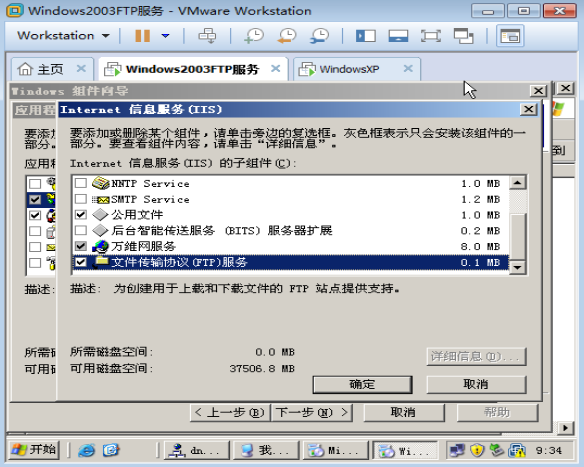 Windows2003FTP服务 - VMware Workstation
Workstation
主页
Windows2003FTP服务
WindowsXP
Windows 组件向导
应用程
Internet 信息服务(IIS)
要添加
部分。
要添加或删除某个组件，请单击旁边的复选框。灰色框表示只会安装该组件的一
部分。要查看组件内容，请单击“详细信息”。
到
应用
Internet 信息服务(IIS) 的子组件(C):
NNTP Service 1.0 MB
SMTP Service 1.2 MB
公用文件 1.0 MB
后台智能传送服务 (BITS) 服务器扩展 0.2 MB
万维网服务 8.0 MB
文件传输协议(FTP)服务 0.1 MB
描述:
描述: 为创建用于上载和下载文件的 FTP 站点提供支持。
所需
所需磁盘空间: 0.0 MB
可用
可用磁盘空间: 37506.8 MB
详细信息(D)...
确定
取消
< 上一步(B)
下一步(N) >
取消
帮助
开始
dn...
我...
Mi...
Wi...
9:34